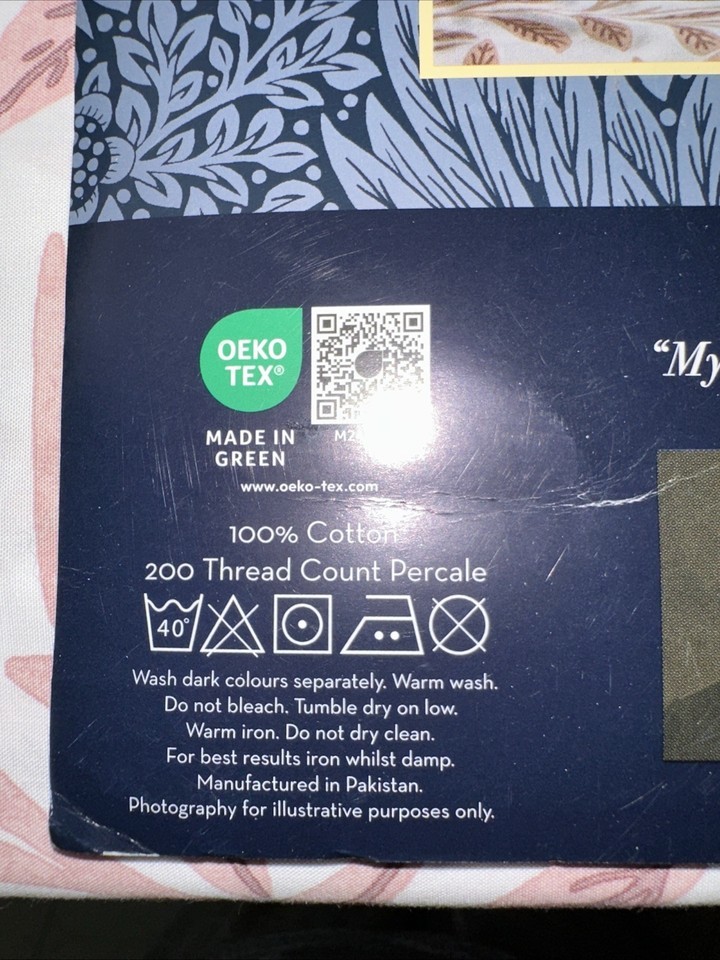 OEKO
TEX®
MADE IN
GREEN
www.oeko-tex.com
"My
100% Cotton
200 Thread Count Percale
40°
Wash dark colours separately. Warm wash.
Do not bleach. Tumble dry on low.
Warm iron. Do not dry clean.
For best results iron whilst damp.
Manufactured in Pakistan.
Photography for illustrative purposes only.